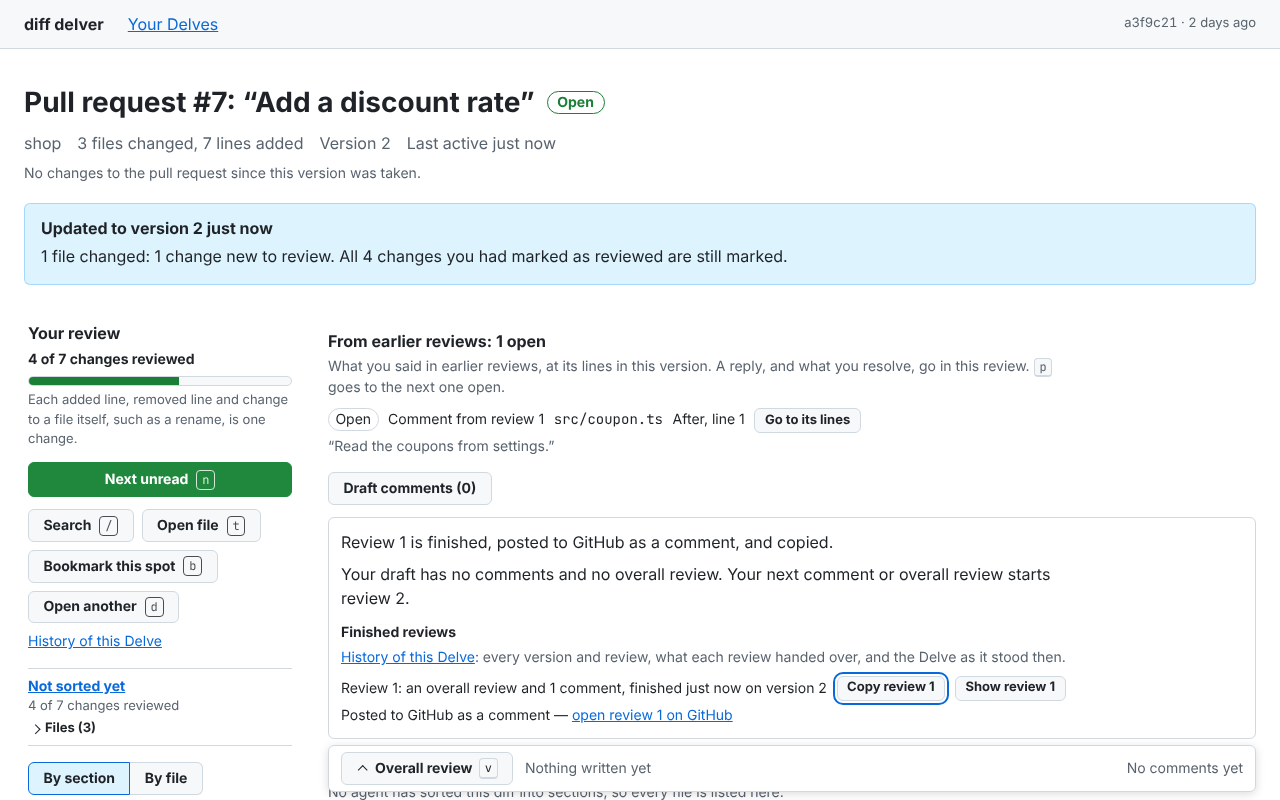 diff delver Your Delves a3f9c21 · 2 days ago
Pull request #7: “Add a discount rate” Open
shop 3 files changed, 7 lines added Version 2 Last active just now
No changes to the pull request since this version was taken.
Updated to version 2 just now
1 file changed: 1 change new to review. All 4 changes you had marked as reviewed are still marked.
Your review
4 of 7 changes reviewed
Each added line, removed line and change
to a file itself, such as a rename, is one
change.
Next unread n
Search / Open file t
Bookmark this spot b
Open another d
History of this Delve
Not sorted yet
4 of 7 changes reviewed
Files (3)
By section By file
From earlier reviews: 1 open
What you said in earlier reviews, at its lines in this version. A reply, and what you resolve, go in this review. p
goes to the next one open.
Open Comment from review 1 src/coupon.ts After, line 1 Go to its lines
“Read the coupons from settings.”
Draft comments (0)
Review 1 is finished, posted to GitHub as a comment, and copied.
Your draft has no comments and no overall review. Your next comment or overall review starts
review 2.
Finished reviews
History of this Delve: every version and review, what each review handed over, and the Delve as it stood then.
Review 1: an overall review and 1 comment, finished just now on version 2 Copy review 1 Show review 1
Posted to GitHub as a comment — open review 1 on GitHub
Overall review v Nothing written yet No comments yet
No agent has sorted this diff into sections, so every file is listed here.